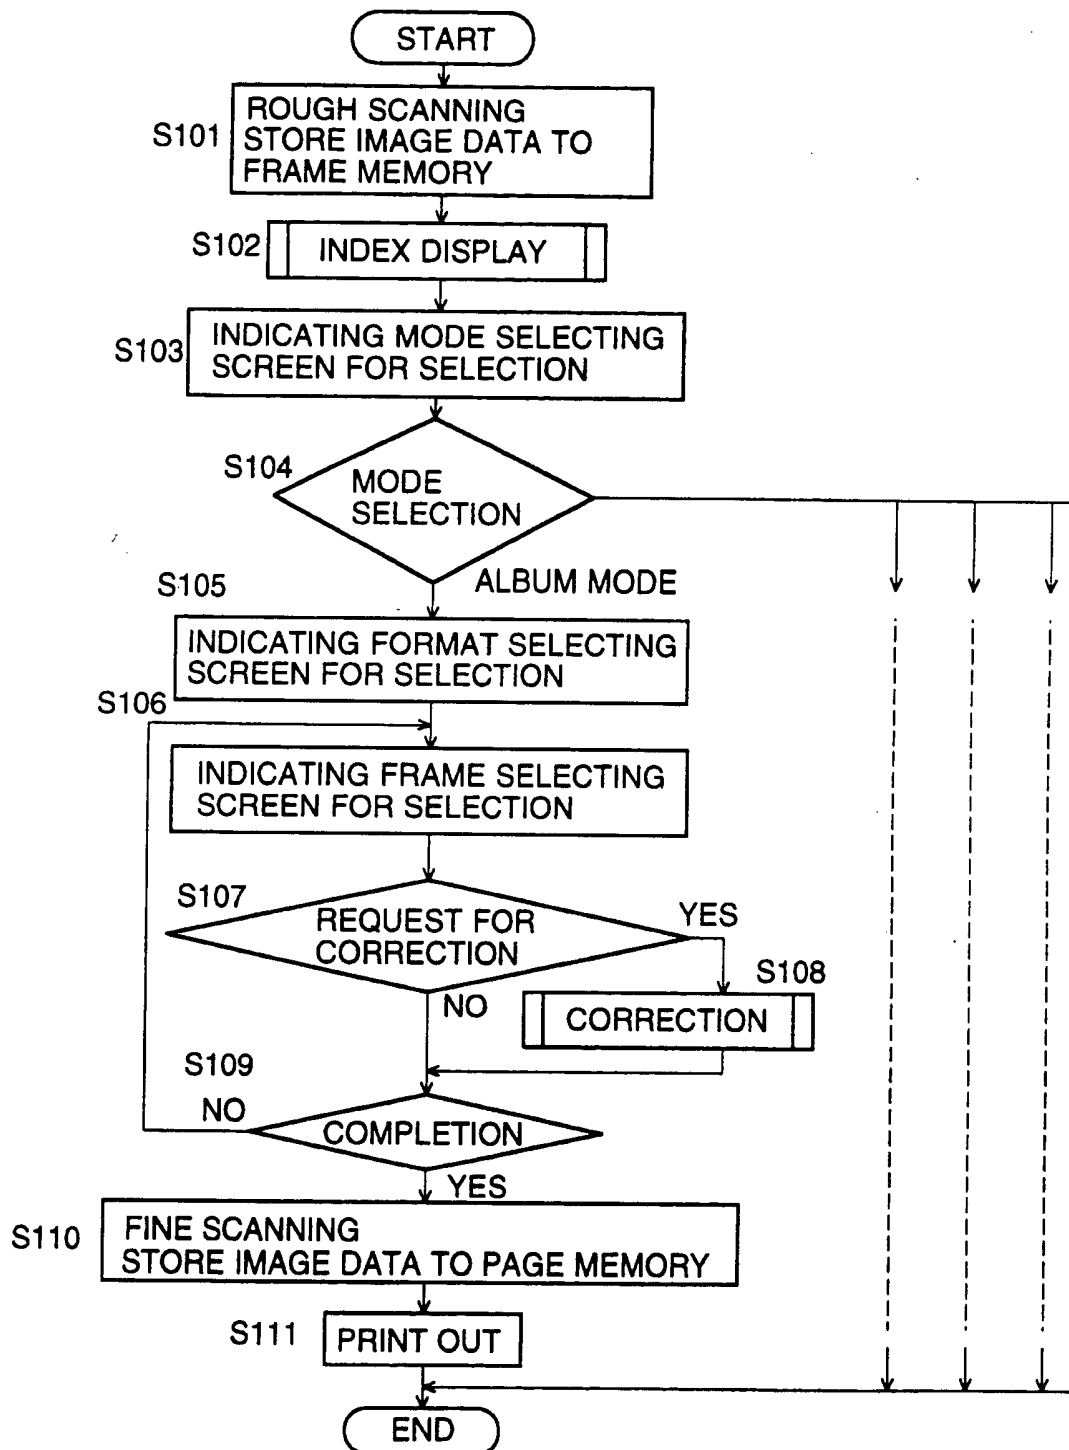 START
S101
ROUGH SCANNING
STORE IMAGE DATA TO
FRAME MEMORY
S102
INDEX DISPLAY
S103
INDICATING MODE SELECTING
SCREEN FOR SELECTION
S104
MODE
SELECTION
S105
ALBUM MODE
INDICATING FORMAT SELECTING
SCREEN FOR SELECTION
S106
INDICATING FRAME SELECTING
SCREEN FOR SELECTION
S107
REQUEST FOR
CORRECTION
YES
S108
NO
CORRECTION
S109
NO
COMPLETION
YES
S110
FINE SCANNING
STORE IMAGE DATA TO PAGE MEMORY
S111
PRINT OUT
END